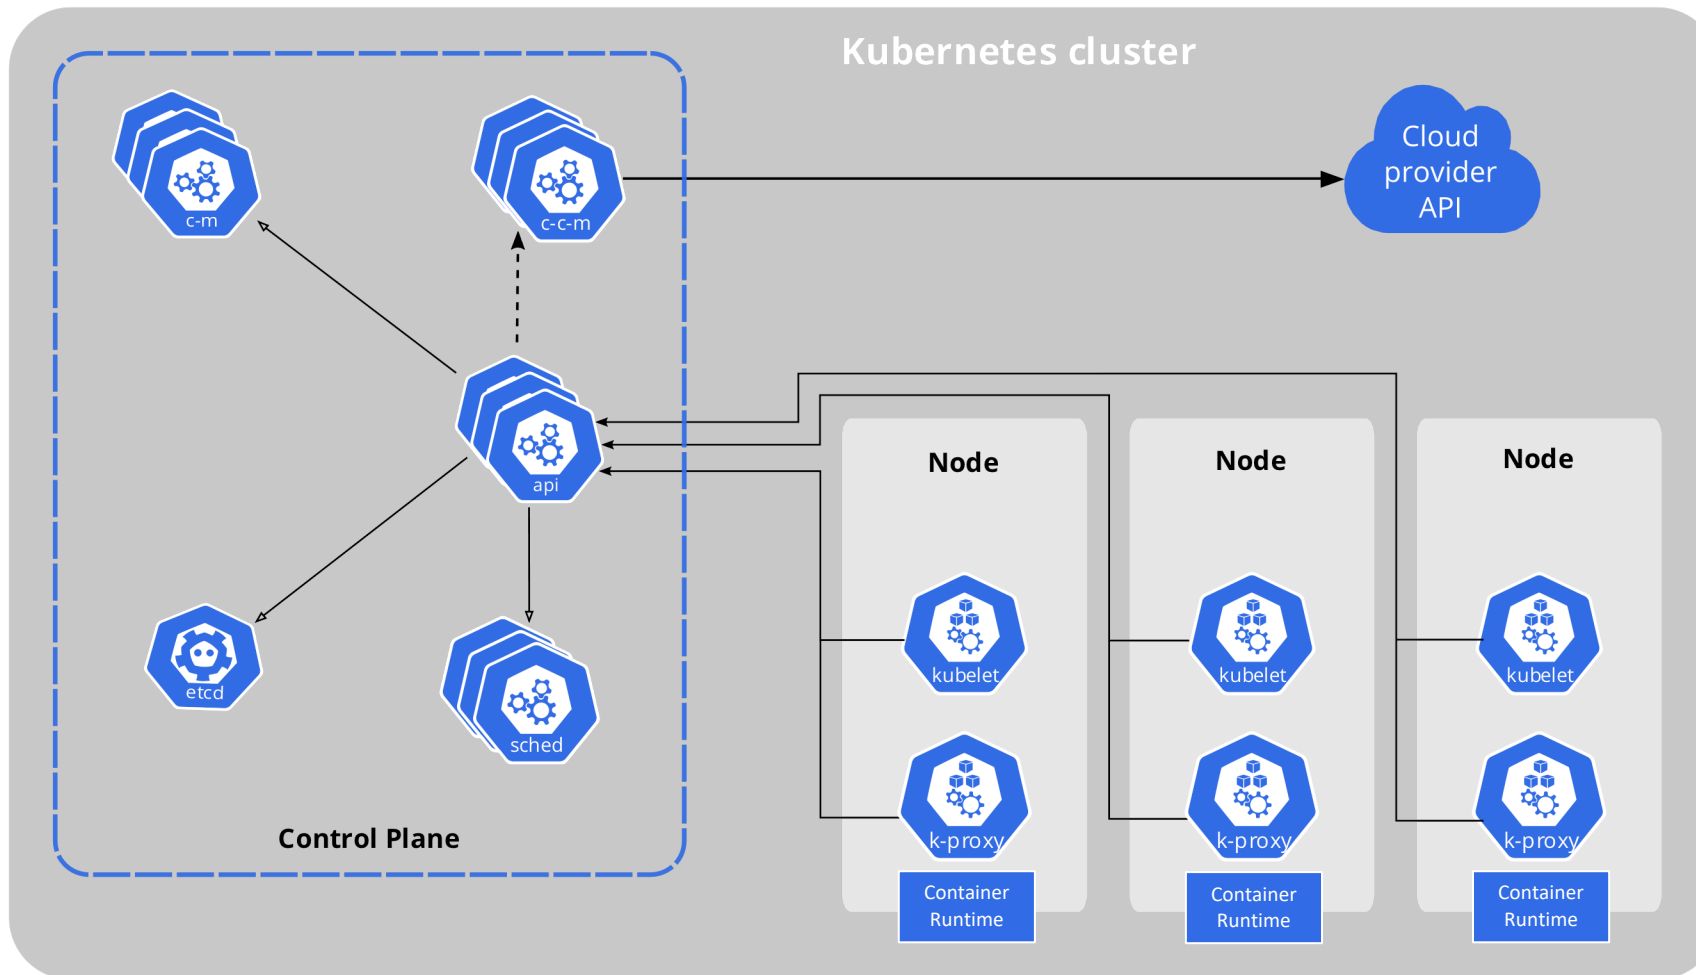 Kubernetes cluster
c-m
c-c-m
Cloud
provider
API
api
etcd
sched
Control Plane
Node
kubelet
k-proxy
Container
Runtime
Node
kubelet
k-proxy
Container
Runtime
Node
kubelet
k-proxy
Container
Runtime